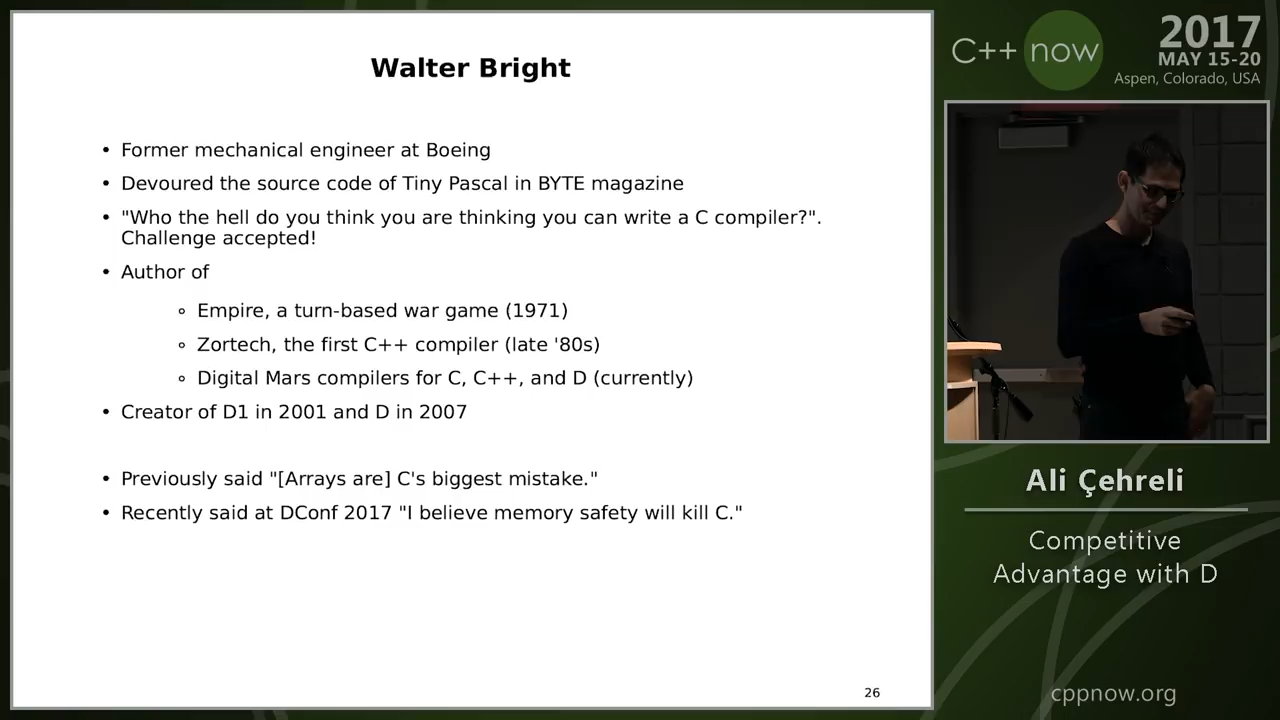 Walter Bright
• Former mechanical engineer at Boeing
• Devoured the source code of Tiny Pascal in BYTE magazine
• "Who the hell do you think you are thinking you can write a C compiler?".
Challenge accepted!
• Author of
◦ Empire, a turn-based war game (1971)
◦ Zortech, the first C++ compiler (late '80s)
◦ Digital Mars compilers for C, C++, and D (currently)
• Creator of D1 in 2001 and D in 2007
• Previously said "[Arrays are] C's biggest mistake."
• Recently said at DConf 2017 "I believe memory safety will kill C."
26
C++ now
2017
MAY 15-20
Aspen, Colorado, USA
Ali Çehreli
Competitive
Advantage with D
cppnow.org